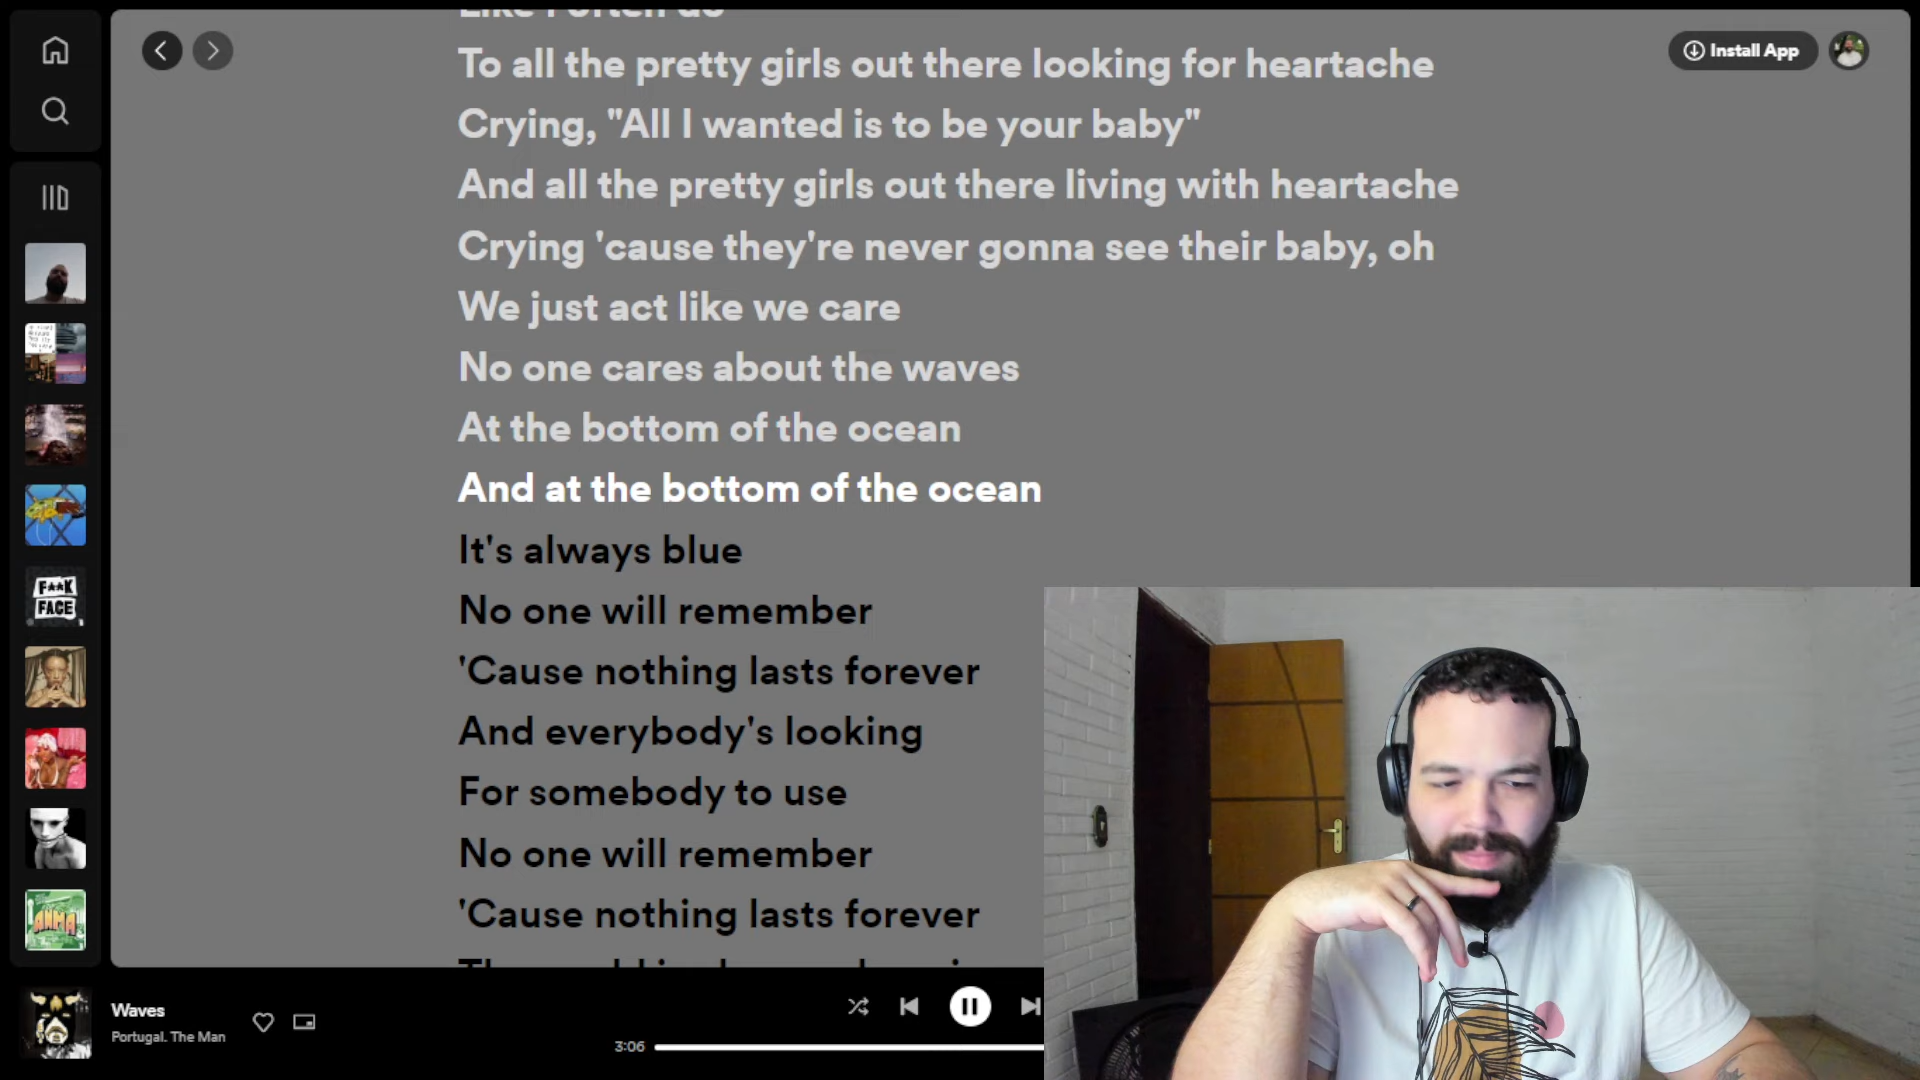 Like I often do
Install App
To all the pretty girls out there looking for heartache
Crying, "All I wanted is to be your baby"
And all the pretty girls out there living with heartache
Crying 'cause they're never gonna see their baby, oh
We just act like we care
No one cares about the waves
At the bottom of the ocean
And at the bottom of the ocean
It's always blue
No one will remember
'Cause nothing lasts forever
And everybody's looking
For somebody to use
No one will remember
'Cause nothing lasts forever
F**K
FACE
ANMA
Waves
Portugal. The Man
3:06